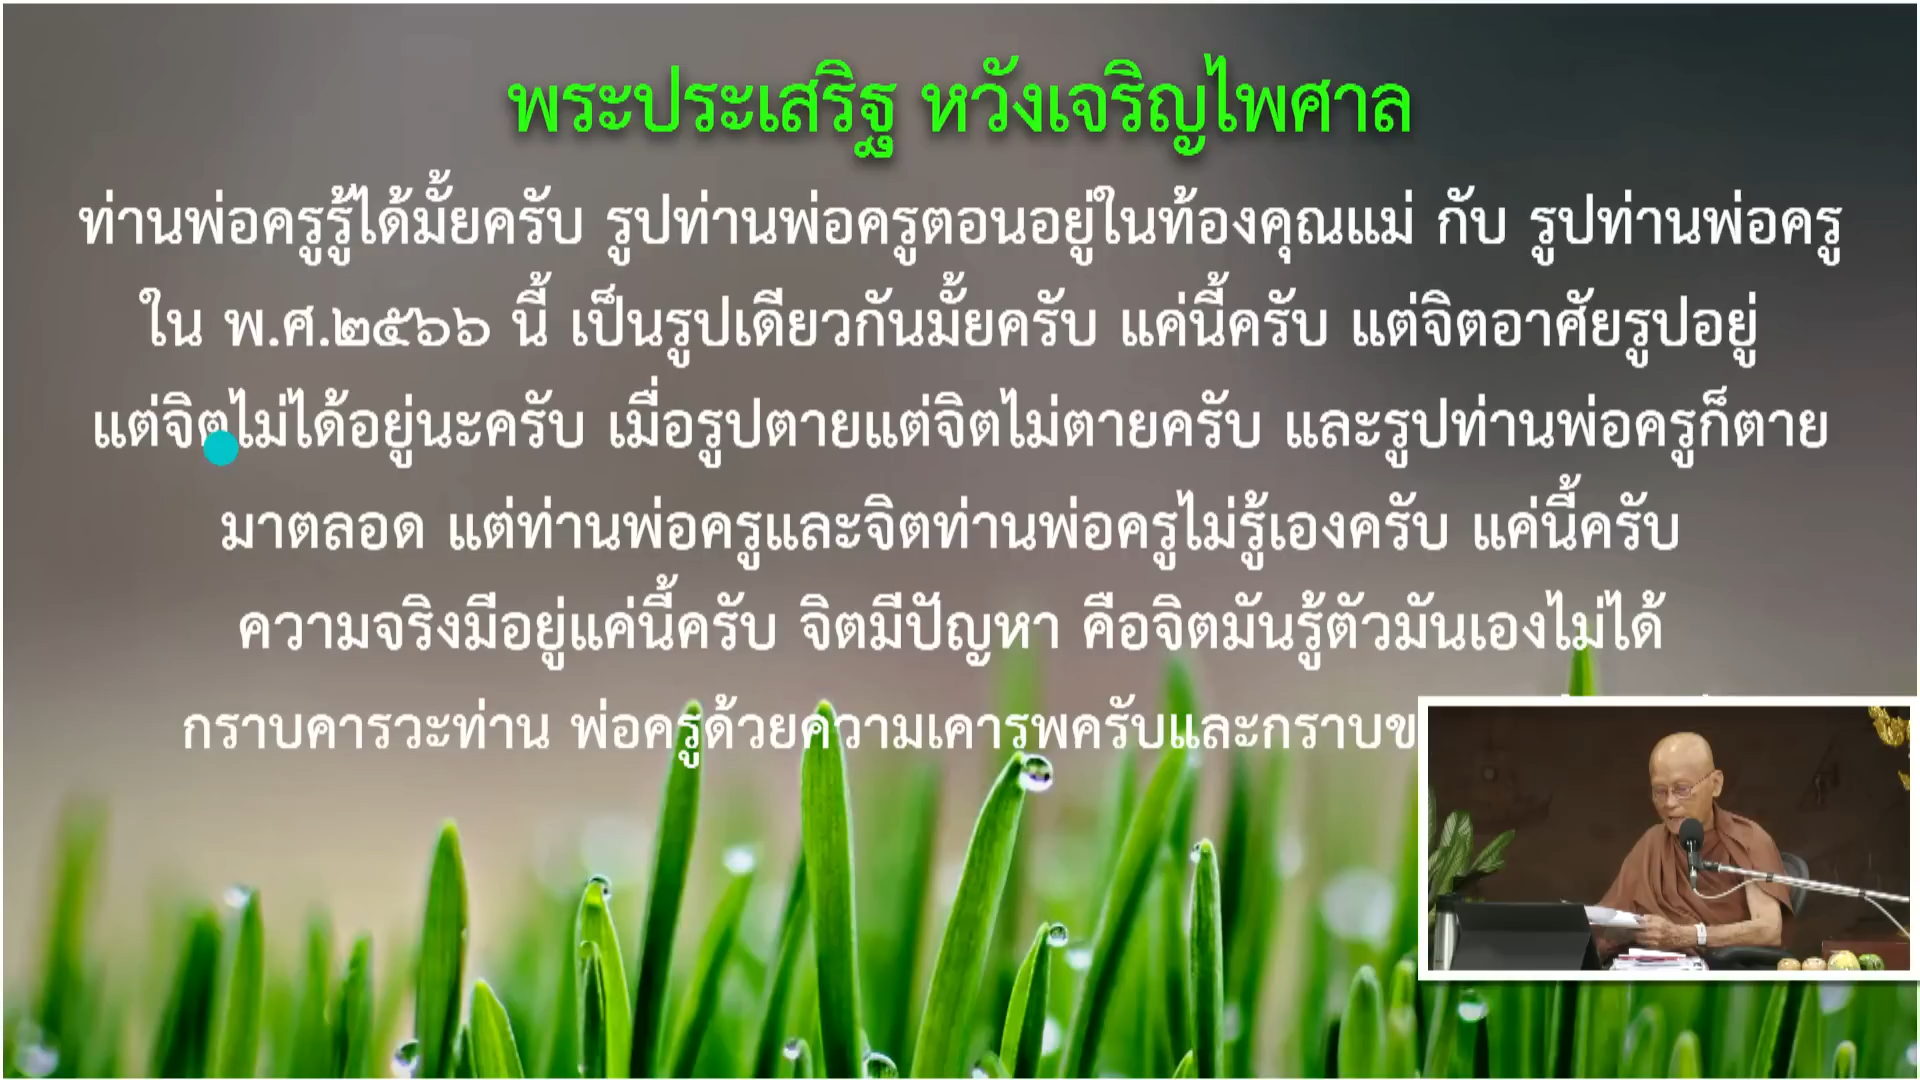 พระประเสริฐ หวังเจริญไพศาล
ท่านพ่อครูรู้ได้มั้ยครับ รูปท่านพ่อครูตอนอยู่ในท้องคุณแม่ กับ รูปท่านพ่อครู
ใน พ.ศ.๒๕๖๖ นี้ เป็นรูปเดียวกันมั้ยครับ แค่นี้ครับ แต่จิตอาศัยรูปอยู่
แต่จิตไม่ได้อยู่นะครับ เมื่อรูปตายแต่จิตไม่ตายครับ และรูปท่านพ่อครูก็ตาย
มาตลอด แต่ท่านพ่อครูและจิตท่านพ่อครูไม่รู้เองครับ แค่นี้ครับ
ความจริงมีอยู่แค่นี้ครับ จิตมีปัญหา คือจิตมันรู้ตัวมันเองไม่ได้
กราบคารวะท่าน พ่อครูด้วยความเคารพครับและกราบข